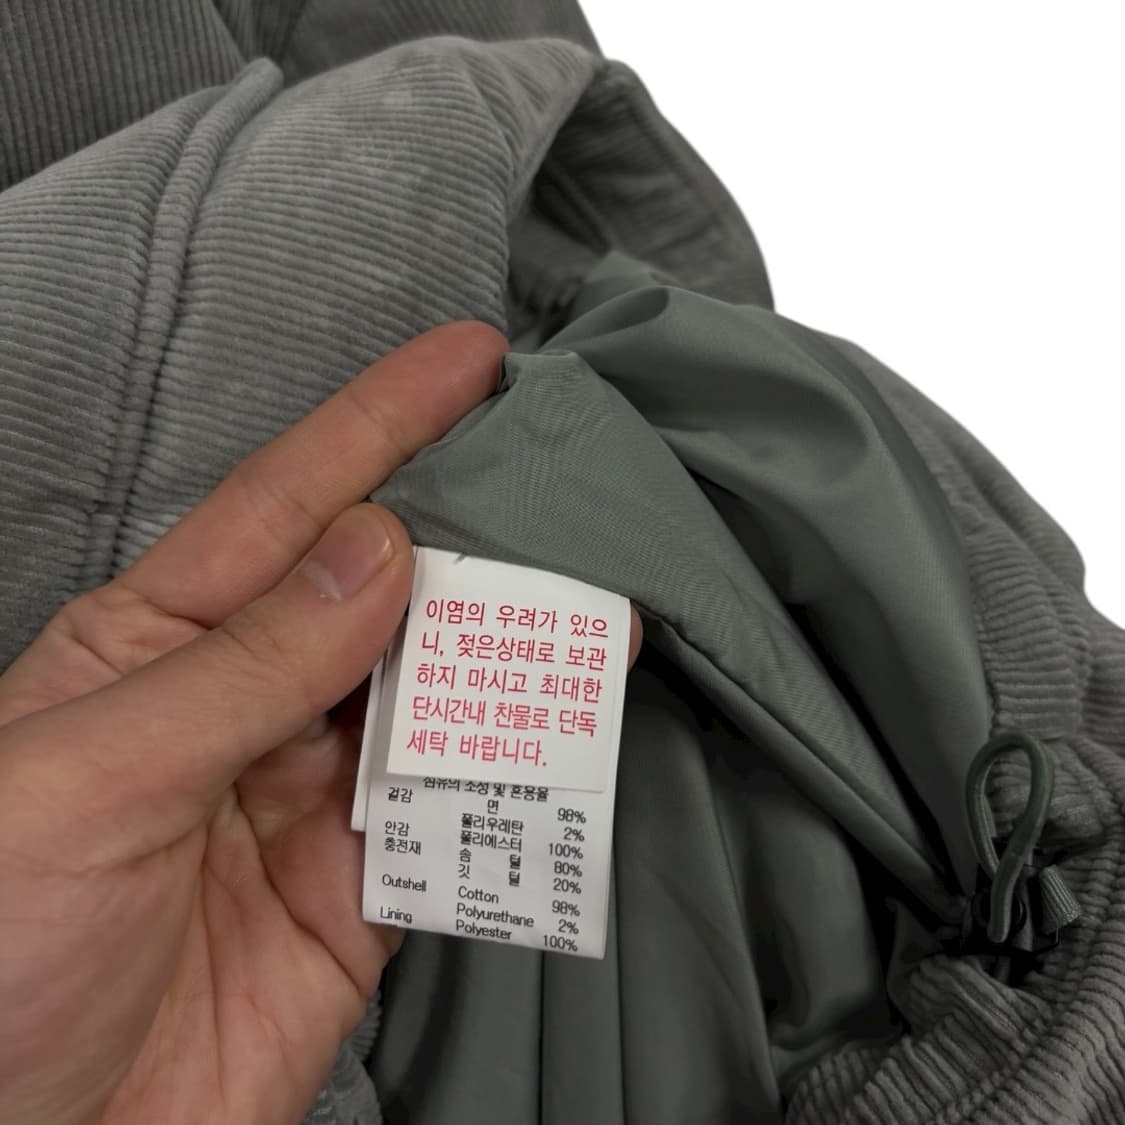 이염의 우려가 있으
니, 젖은상태로 보관
하지 마시고 최대한
단시간내 찬물로 단독
세탁 바랍니다.
섬유의 조성 및 혼용율
겉감 면 98%
폴리우레탄 2%
안감 폴리에스터 100%
충전재 솜 털 80%
깃 털 20%
Outshell Cotton 98%
Polyurethane 2%
Lining Polyester 100%